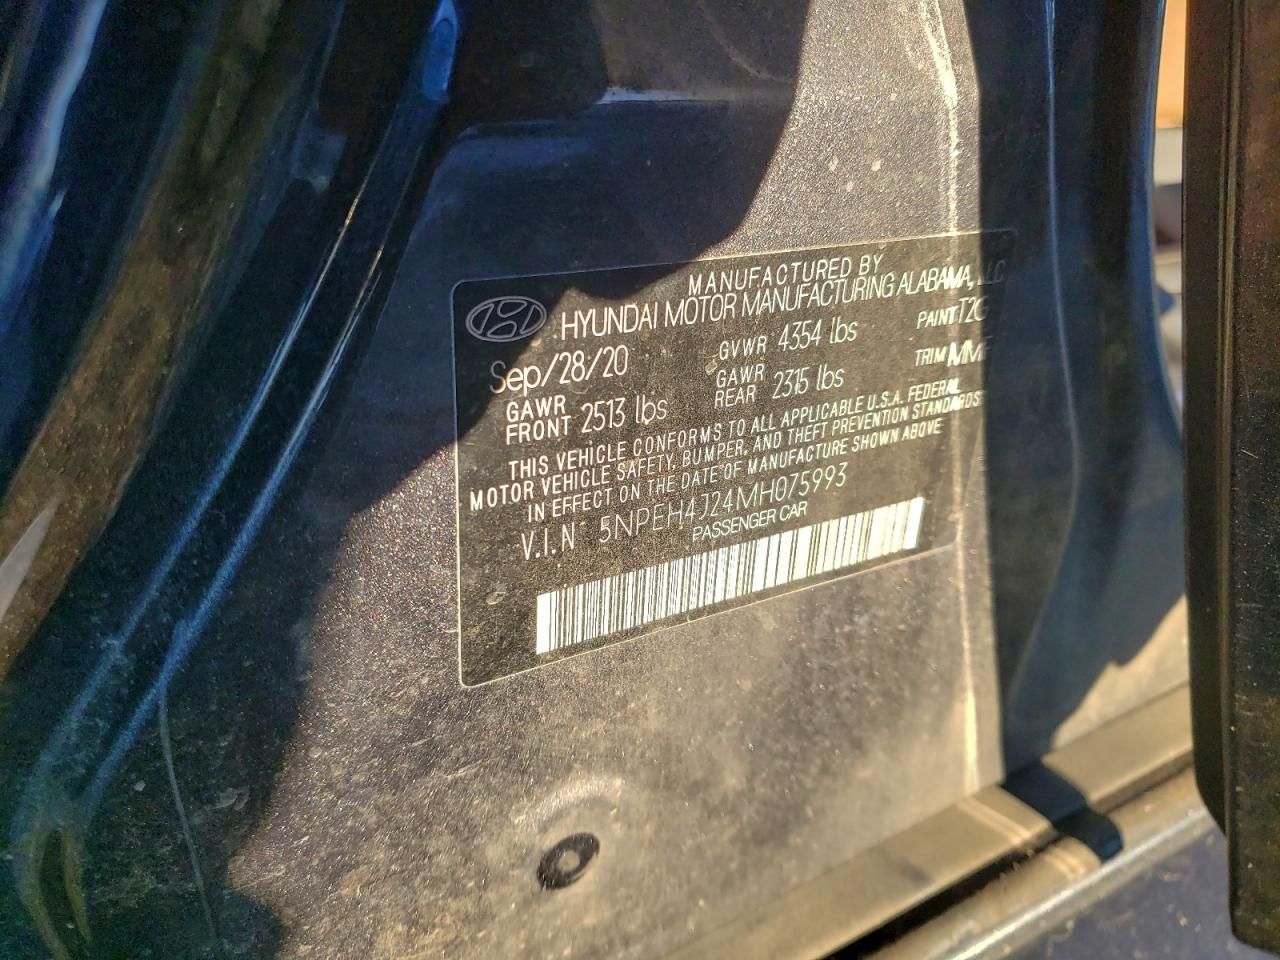 MANUFACTURED BY
HYUNDAI MOTOR MANUFACTURING ALABAMA, LLC
Sep/28/20 GVWR 4354 lbs PAINT
GAWR FRONT 2513 lbs GAWR REAR 2315 lbs TRIM
THIS VEHICLE CONFORMS TO ALL APPLICABLE U.S.A. FEDERAL
MOTOR VEHICLE SAFETY, BUMPER, AND THEFT PREVENTION STANDARDS
IN EFFECT ON THE DATE OF MANUFACTURE SHOWN ABOVE
V.I.N 5NPEH4J24MH075993
PASSENGER CAR